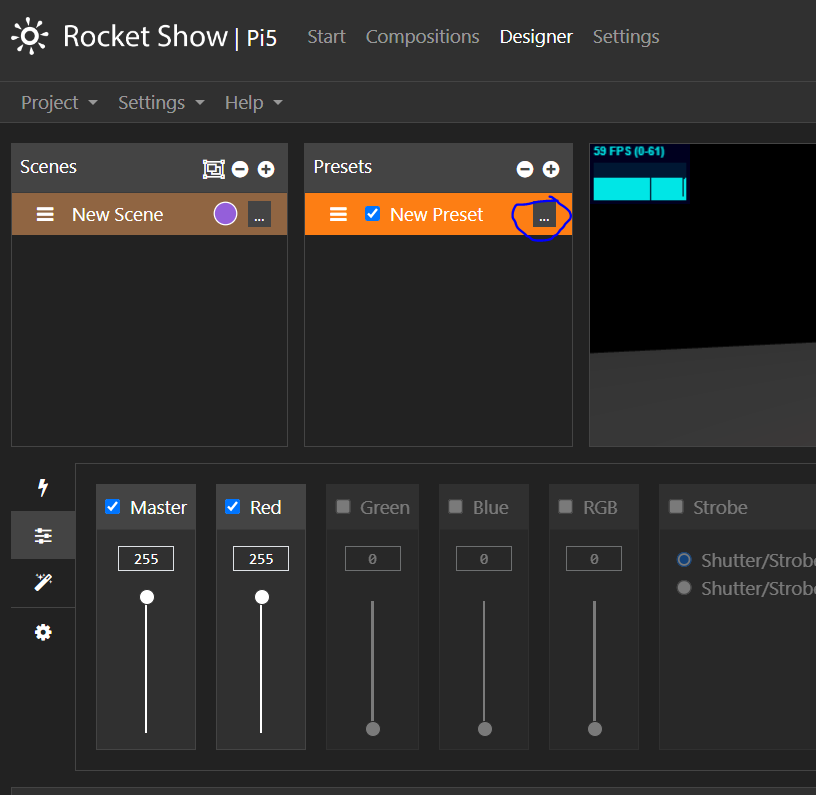 Rocket Show | Pi5 Start Compositions Designer Settings
Project Settings Help
Scenes
New Scene ...
Presets
New Preset ...
59 FPS (0-61)
Master Red Green Blue RGB Strobe
255 255 0 0 0
Shutter/Strobe
Shutter/Strobe